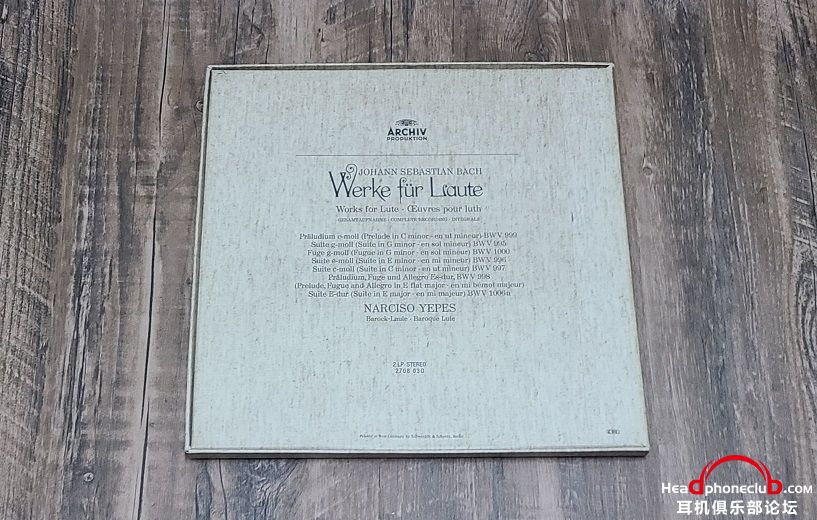 ARCHIV
PRODUKTION
JOHANN SEBASTIAN BACH
Werke für Laute
Works for Lute · Œuvres pour luth
GESAMTAUFNAHME · COMPLETE RECORDING · INTÉGRALE
Präludium c-moll (Prelude in C minor - en ut mineur) BWV 999
Suite g-moll (Suite in G minor - en sol mineur) BWV 995
Fuge g-moll (Fugue in G minor - en sol mineur) BWV 1000
Suite e-moll (Suite in E minor - en mi mineur) BWV 996
Suite c-moll (Suite in C minor - en ut mineur) BWV 997
Präludium, Fuge und Allegro Es-dur, BWV 998
(Prelude, Fugue and Allegro in E flat major - en mi bémol majeur)
Suite E-dur (Suite in E major - en mi majeur) BWV 1006a
NARCISO YEPES
Barock-Laute · Baroque Lute
2 LP · STEREO
2708 030
Printed in West Germany by
Berlin
Headphoneclub.com
耳机俱乐部论坛